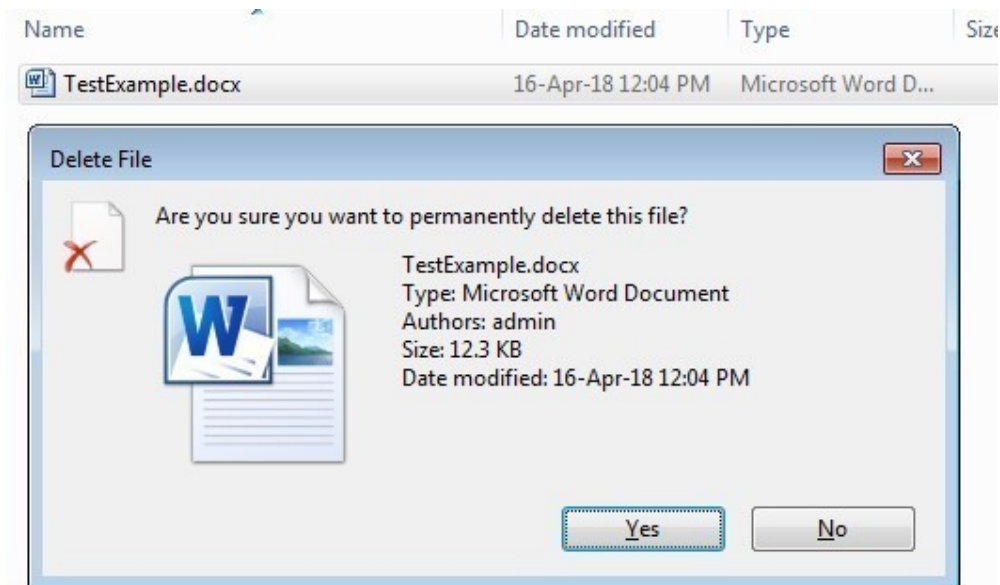 Name Date modified Type Size
TestExample.docx 16-Apr-18 12:04 PM Microsoft Word D...
Delete File
Are you sure you want to permanently delete this file?
TestExample.docx
Type: Microsoft Word Document
Authors: admin
Size: 12.3 KB
Date modified: 16-Apr-18 12:04 PM
Yes No